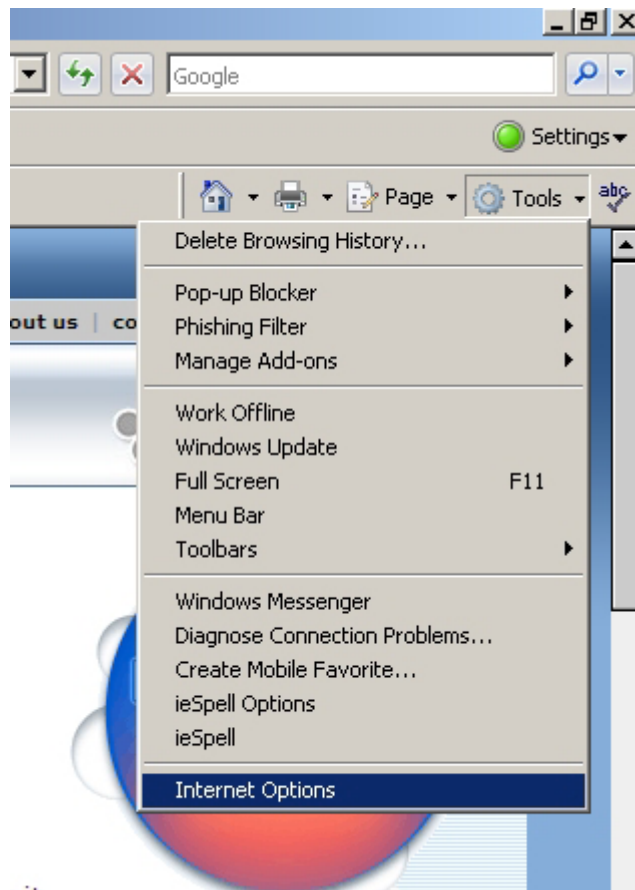 Google
Settings
Page Tools abc
Delete Browsing History...
out us | co
Pop-up Blocker
Phishing Filter
Manage Add-ons
Work Offline
Windows Update
Full Screen F11
Menu Bar
Toolbars
Windows Messenger
Diagnose Connection Problems...
Create Mobile Favorite...
ieSpell Options
ieSpell
Internet Options